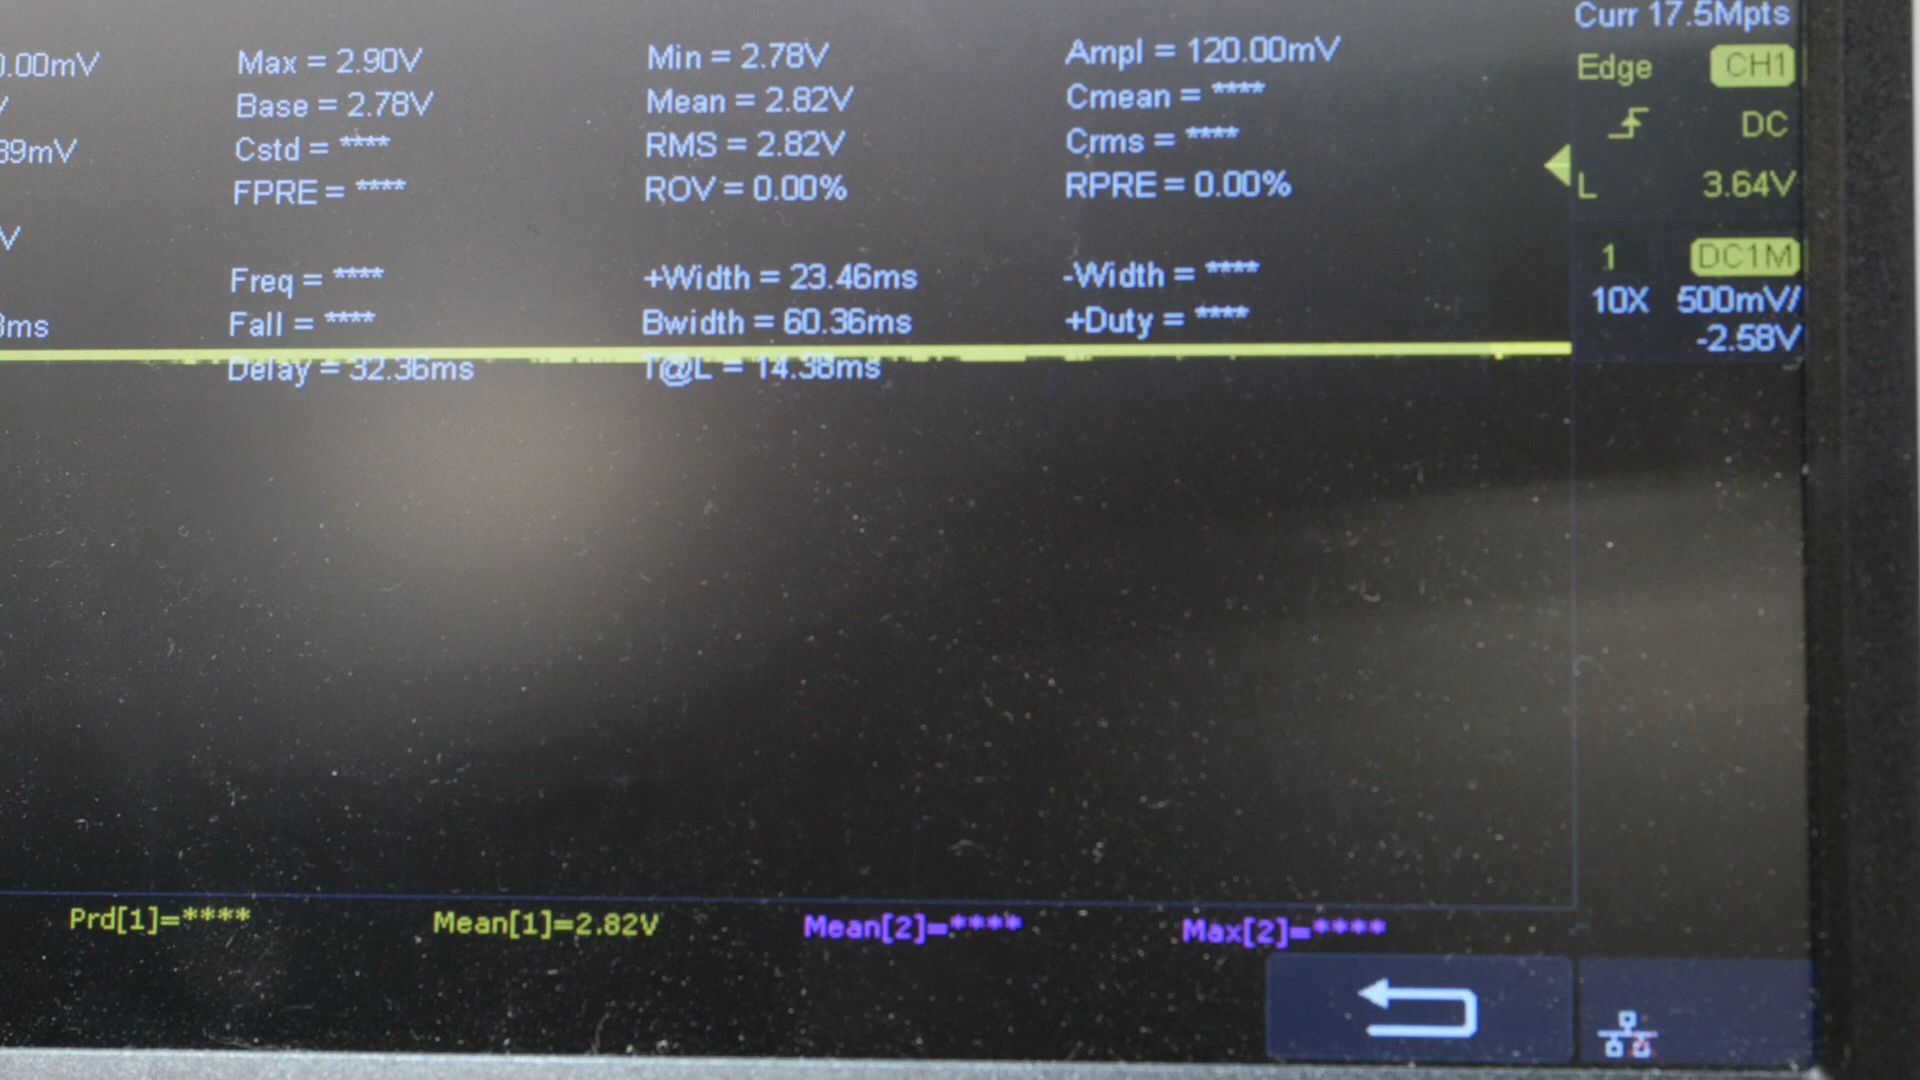 Curr 17.5Mpts
0.00mV Max = 2.90V Min = 2.78V Ampl = 120.00mV
Edge CH1
V Base = 2.78V Mean = 2.82V Cmean = ****
DC
89mV Cstd = **** RMS = 2.82V Crms = ****
FPRE = **** ROV = 0.00% RPRE = 0.00%
L 3.64V
V
1 DC1M
Freq = **** +Width = 23.46ms -Width = ****
10X 500mV/
ms Fall = **** Bwidth = 60.36ms +Duty = ****
-2.58V
Delay = 32.36ms T@L = 14.38ms
Prd[1]=**** Mean[1]=2.82V Mean[2]=**** Max[2]=****